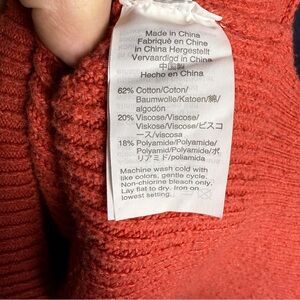 Made in China
Fabriqué en Chine
in China Hergestellt
Vervaardigd in China
中国製
Hecho en China
62% Cotton/Coton/
Baumwolle/Katoen/綿/
algodón
20% Viscose/Viscose/
Viskose/Viscose/ビスコ
ース/viscosa
18% Polyamide/Polyamide/
Polyamid/Polyamide/ポ
リアミド/poliamida
Machine wash cold with
like colors, gentle cycle.
Non-chlorine bleach only.
Lay flat to dry. Iron on
lowest setting.